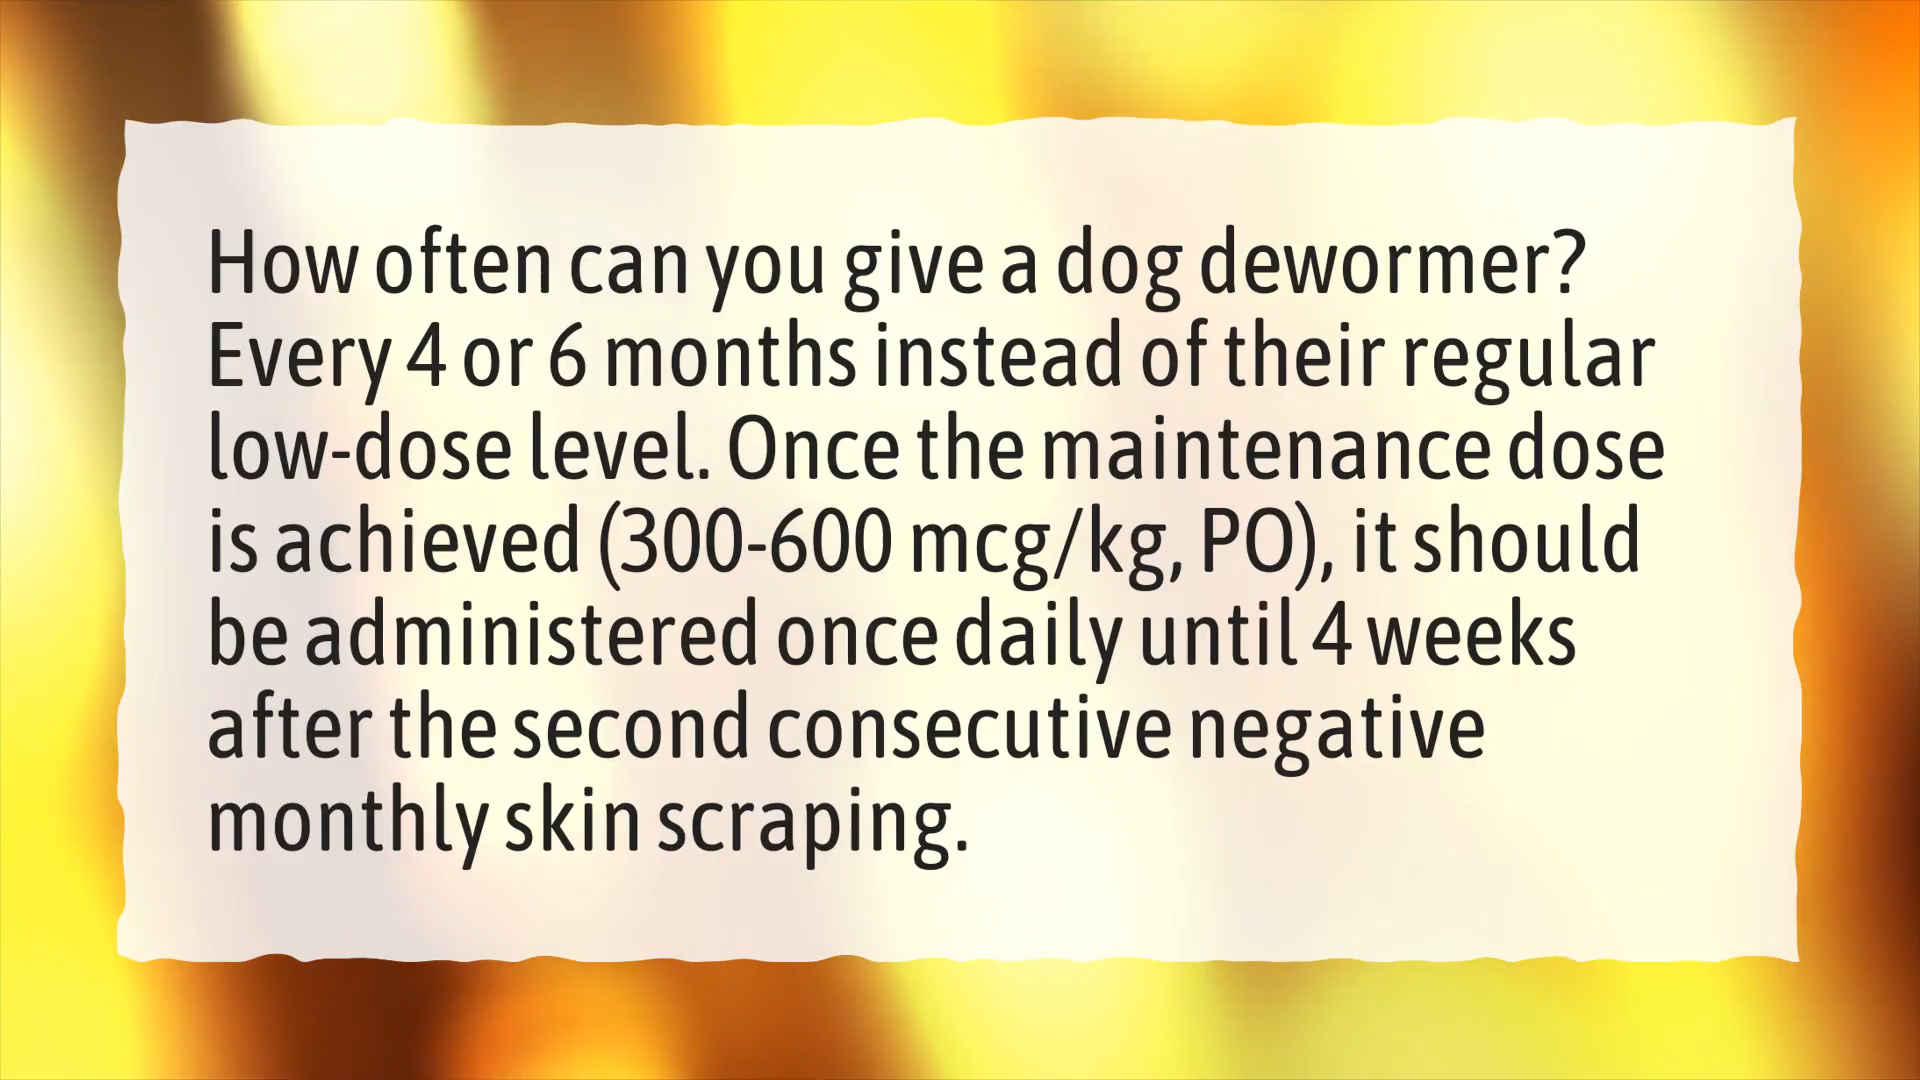 How often can you give a dog dewormer?
Every 4 or 6 months instead of their regular
low-dose level. Once the maintenance dose
is achieved (300-600 mcg/kg, PO), it should
be administered once daily until 4 weeks
after the second consecutive negative
monthly skin scraping.